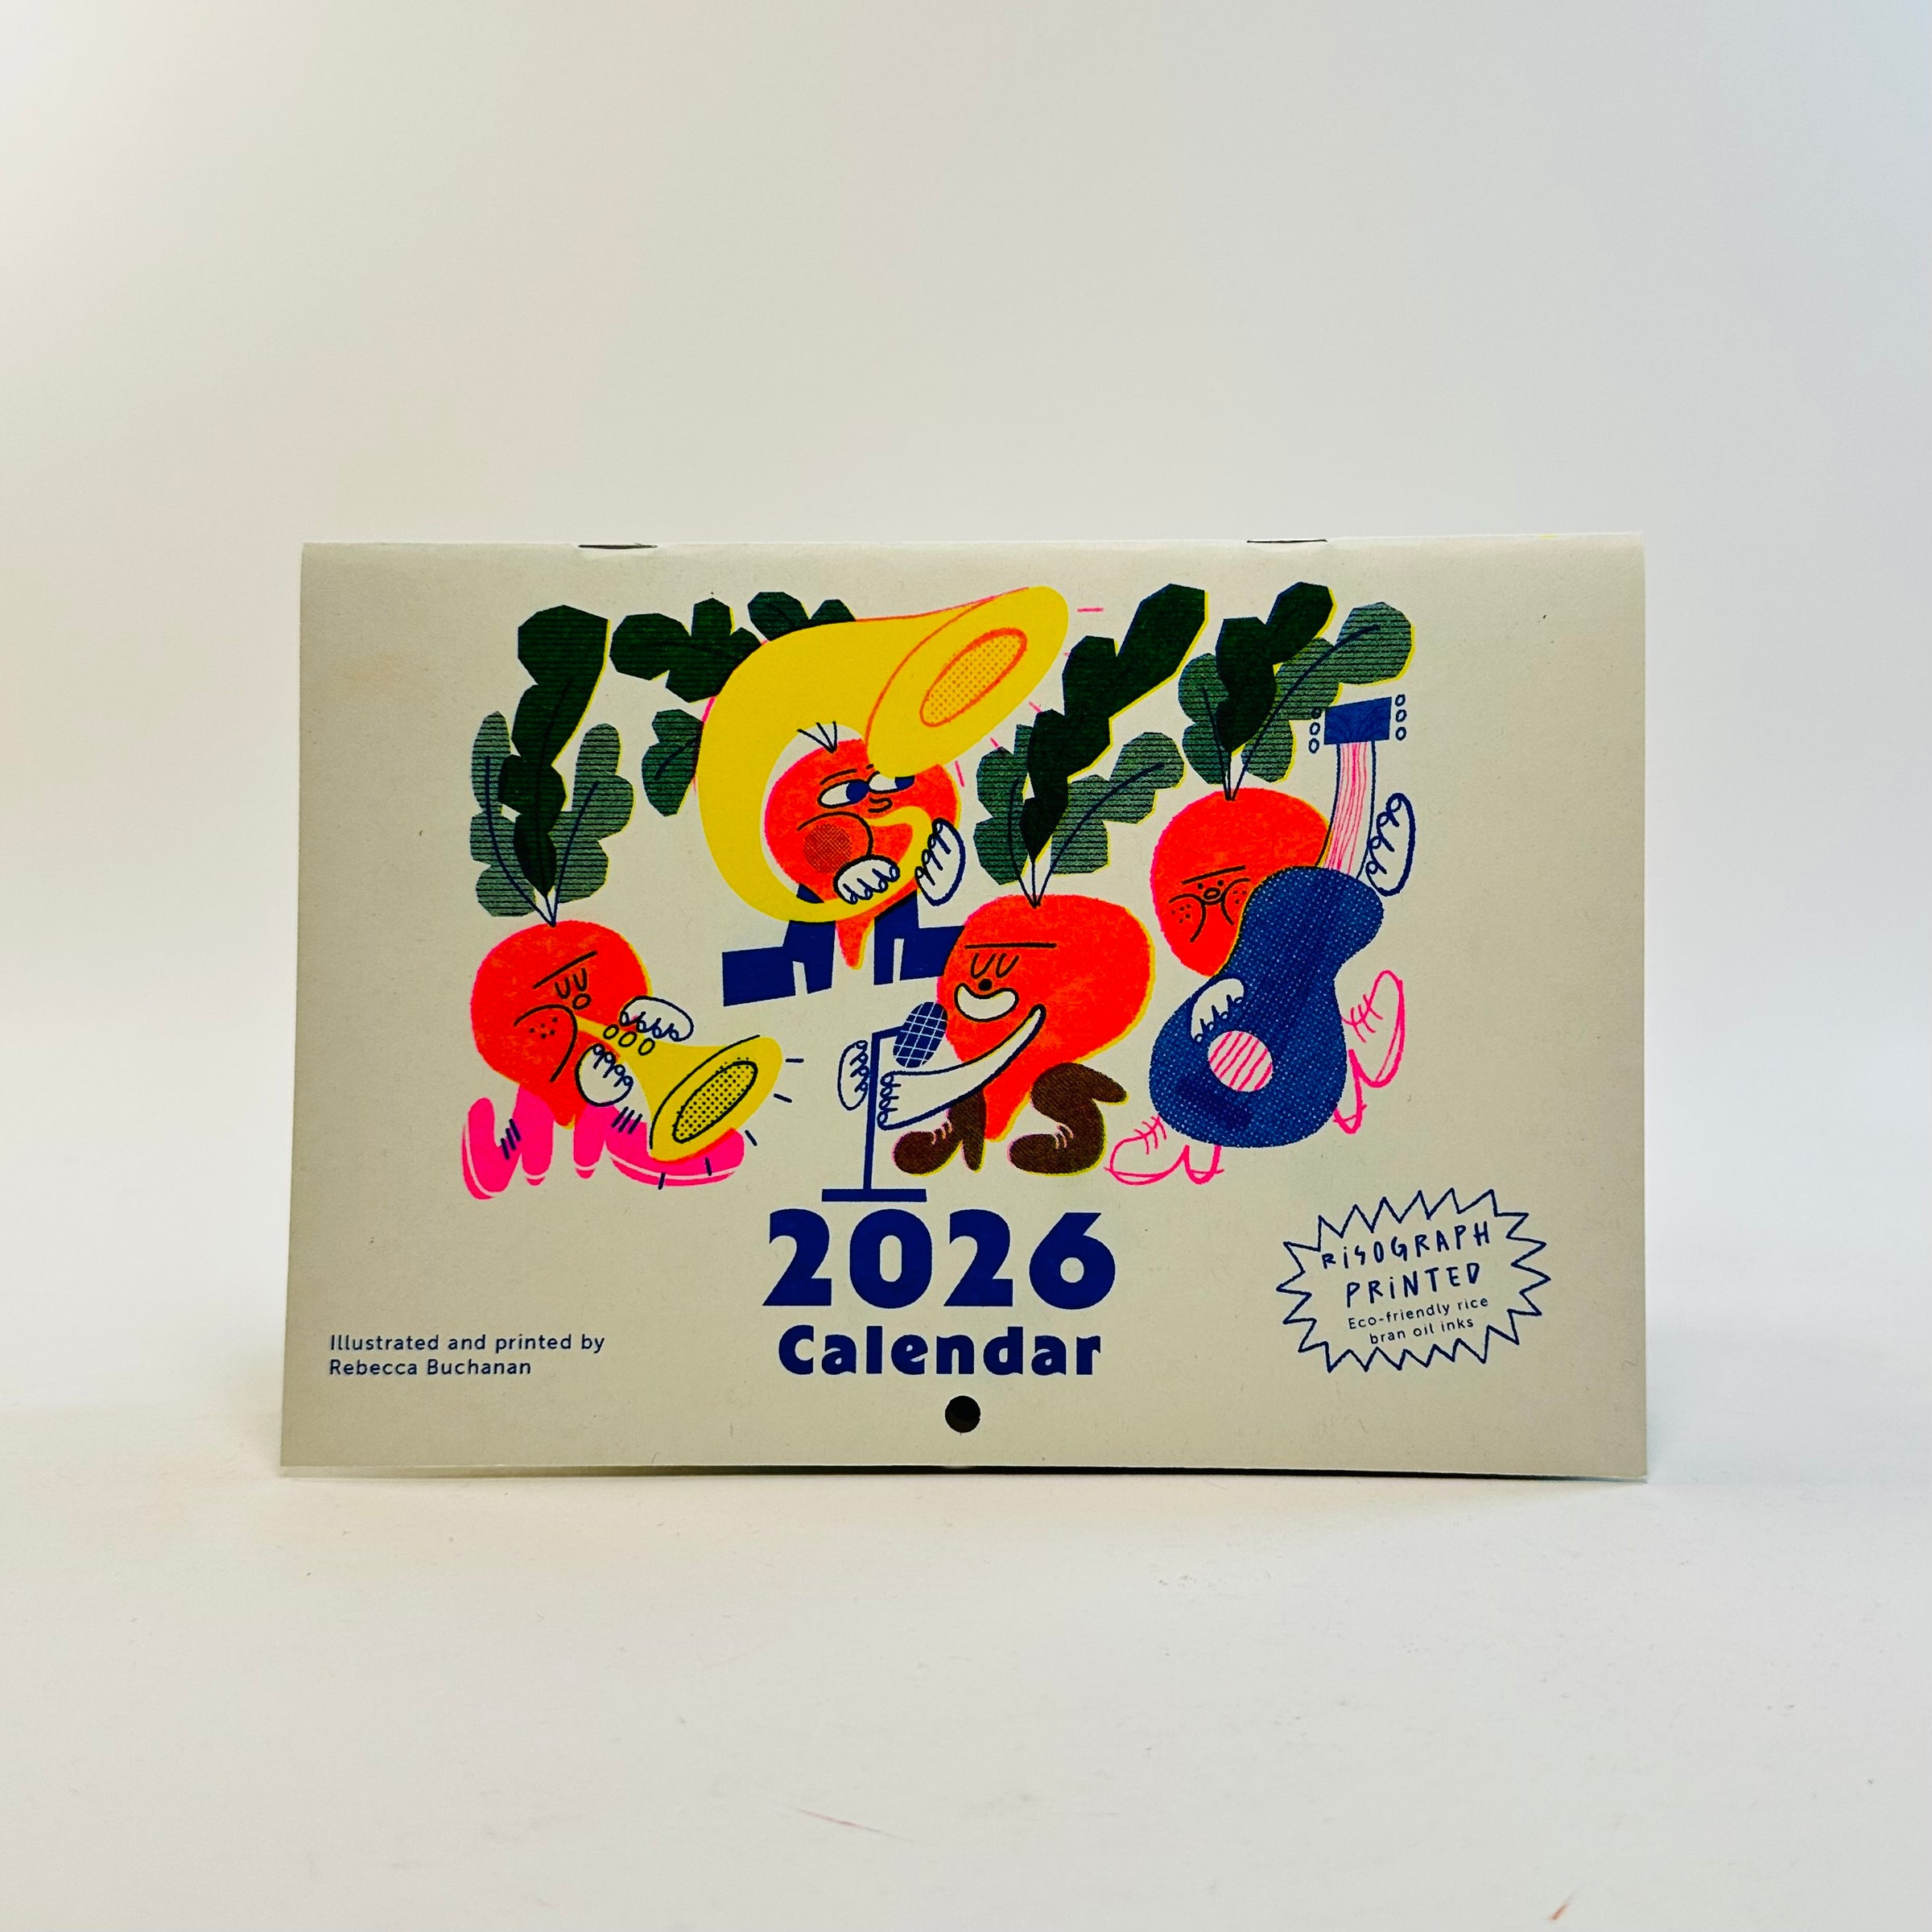 2026
Calendar
Illustrated and printed by
Rebecca Buchanan
RiSOGRAPH
PRiNTED
Eco-friendly rice
bran oil inks